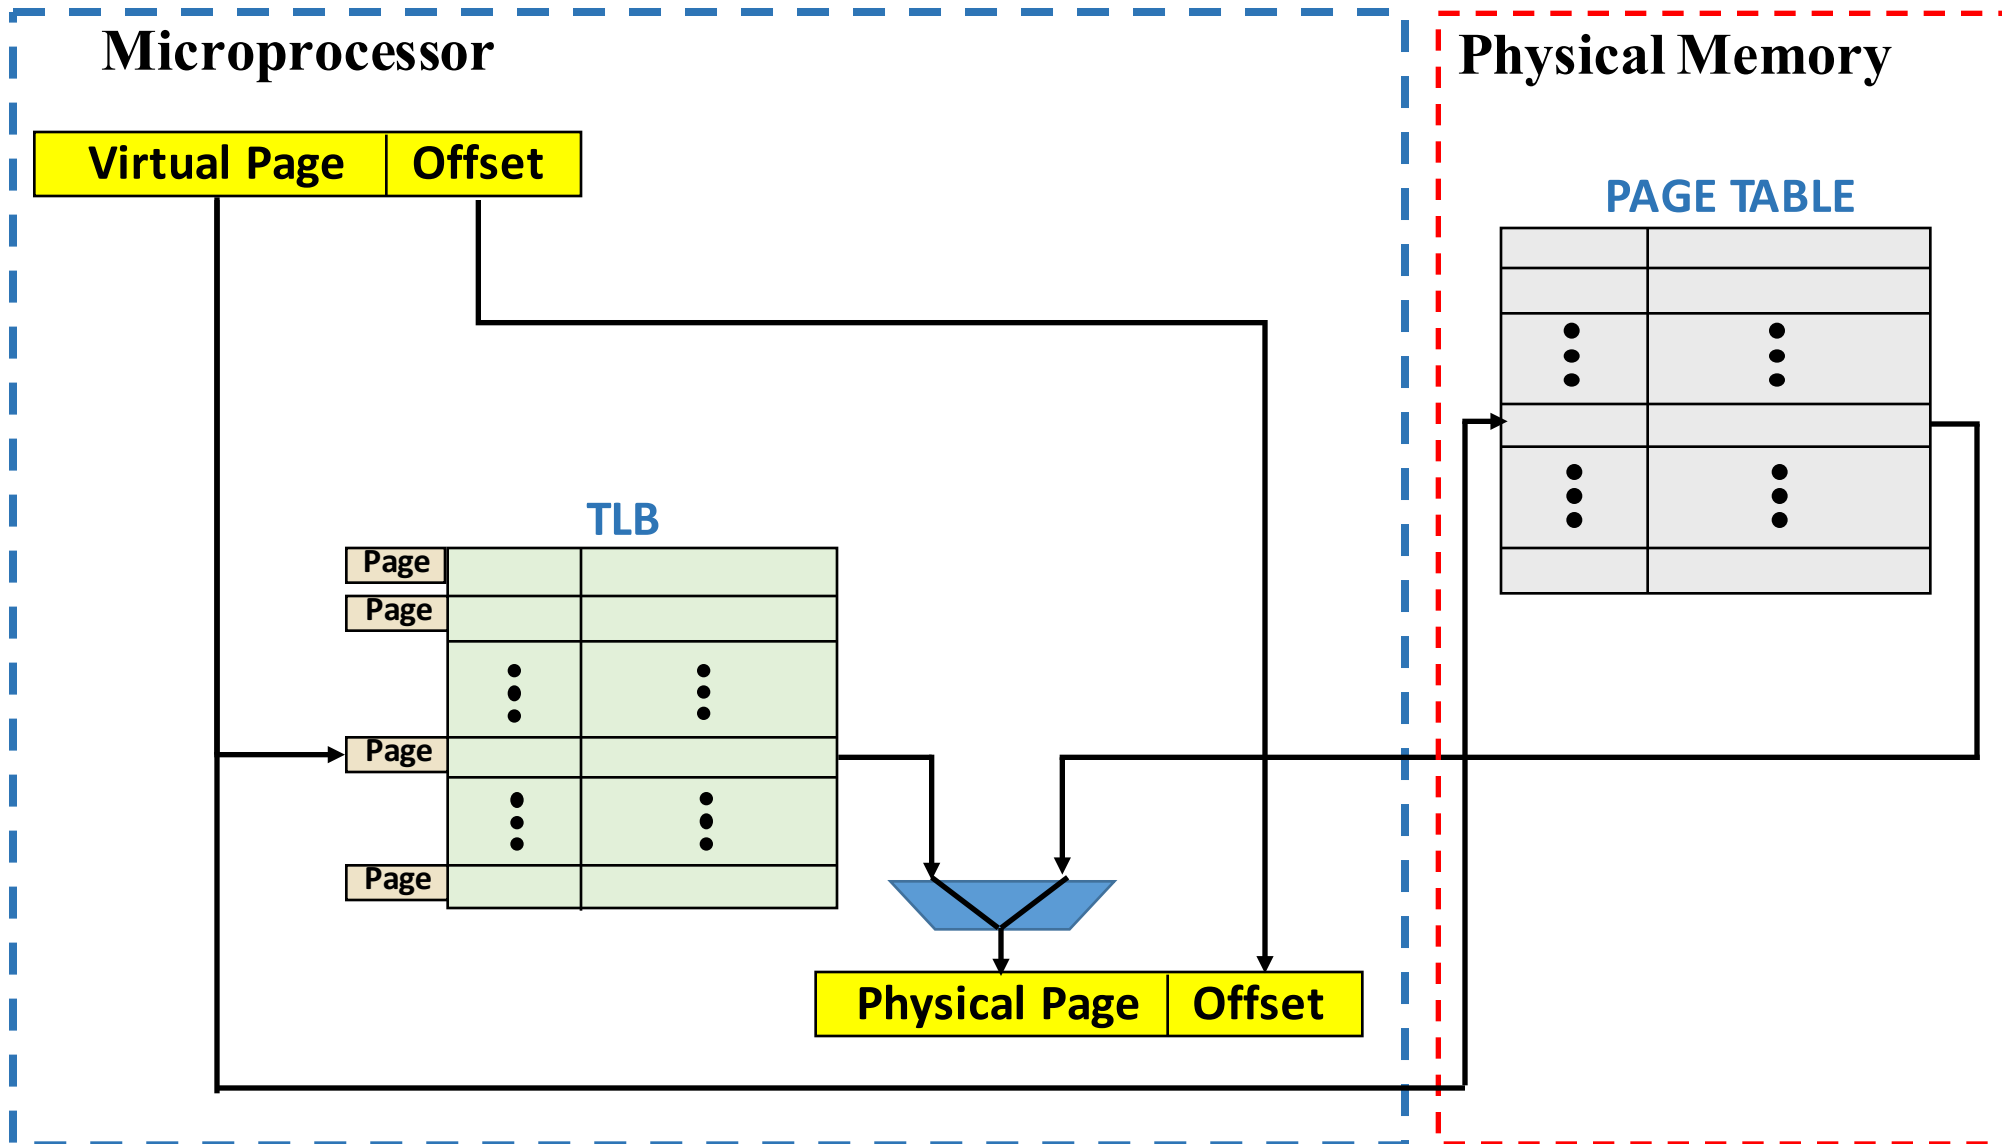 Microprocessor
Physical Memory
Virtual Page Offset
PAGE TABLE
TLB
Page
Page
Page
Page
Physical Page Offset